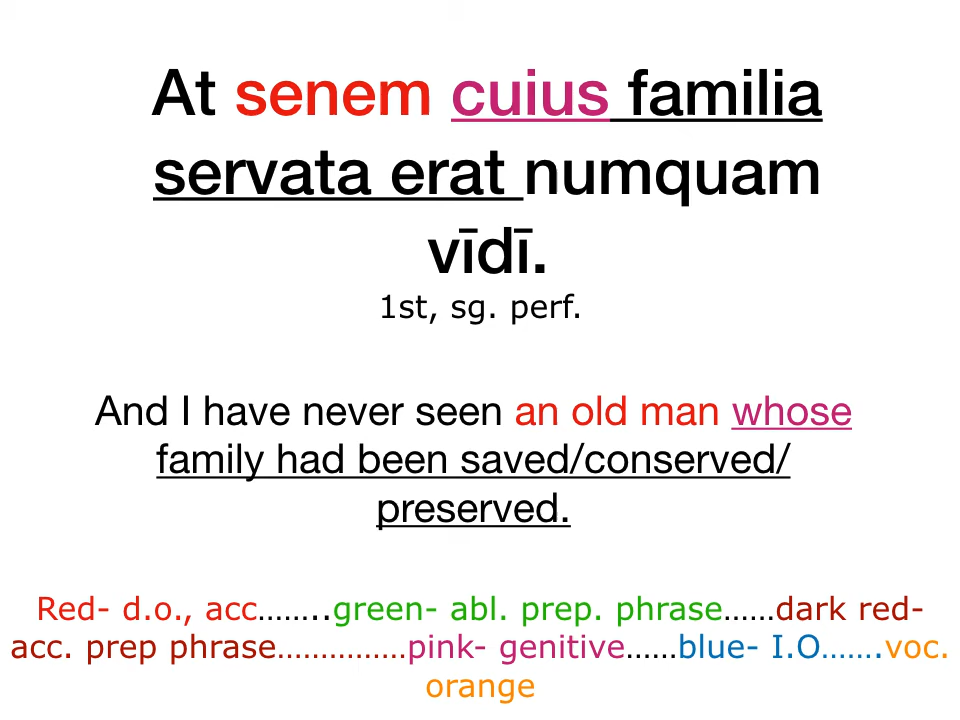 At senem cuius familia
servata erat numquam
vīdī.
1st, sg. perf.
And I have never seen an old man whose
family had been saved/conserved/
preserved.
Red- d.o., acc……..green- abl. prep. phrase……dark red-
acc. prep phrase……………pink- genitive……blue- I.O…….voc.
orange